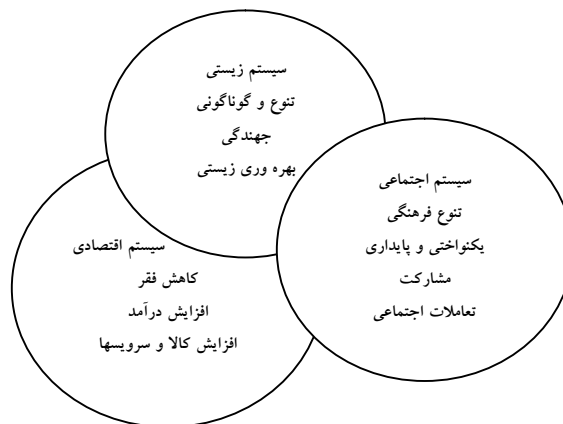 سیستم زیستی
تنوع و گوناگونی
جهندگی
بهره وری زیستی
سیستم اجتماعی
تنوع فرهنگی
یکنواختی و پایداری
مشارکت
تعاملات اجتماعی
سیستم اقتصادی
کاهش فقر
افزایش درآمد
افزایش کالا و سرویسها